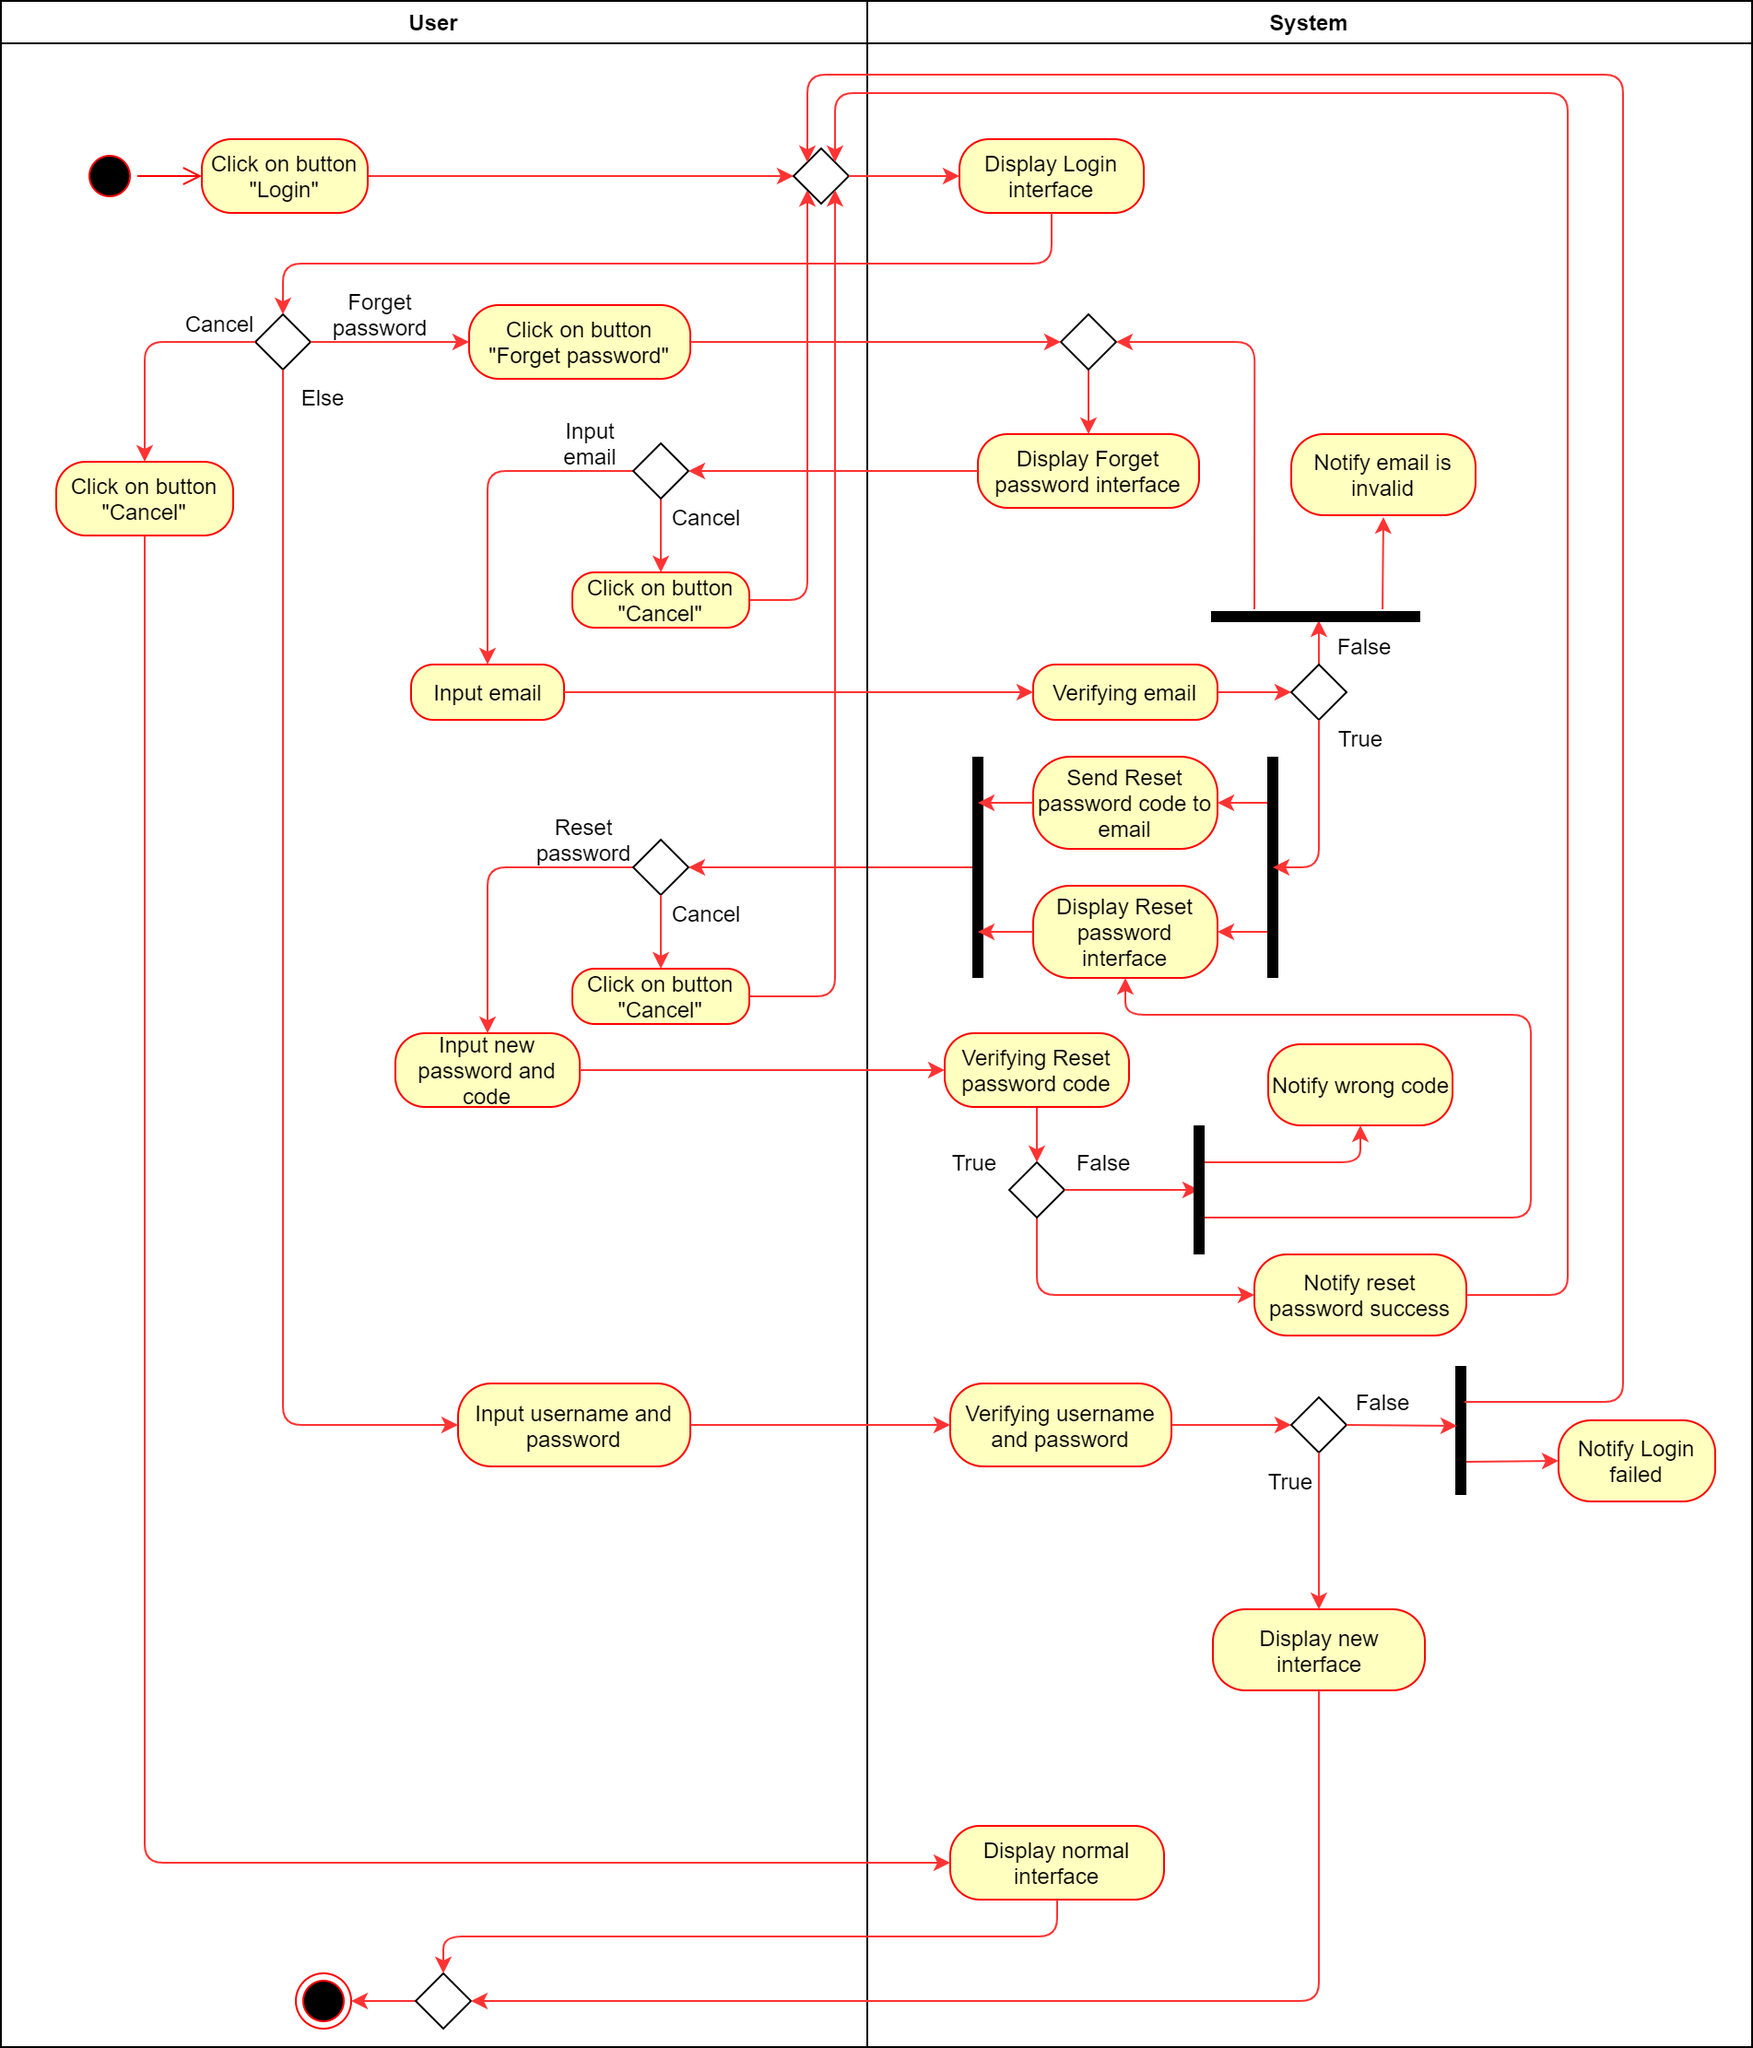 User
System
Click on button
"Login"
Display Login
interface
Cancel
Forget
password
Click on button
"Forget password"
Else
Input
email
Cancel
Display Forget
password interface
Notify email is
invalid
Click on button
"Cancel"
Click on button
"Cancel"
False
Input email
Verifying email
True
Send Reset
password code to
email
Reset
password
Cancel
Display Reset
password
interface
Click on button
"Cancel"
Input new
password and
code
Verifying Reset
password code
Notify wrong code
True
False
Notify reset
password success
Input username and
password
Verifying username
and password
False
True
Notify Login
failed
Display new
interface
Display normal
interface